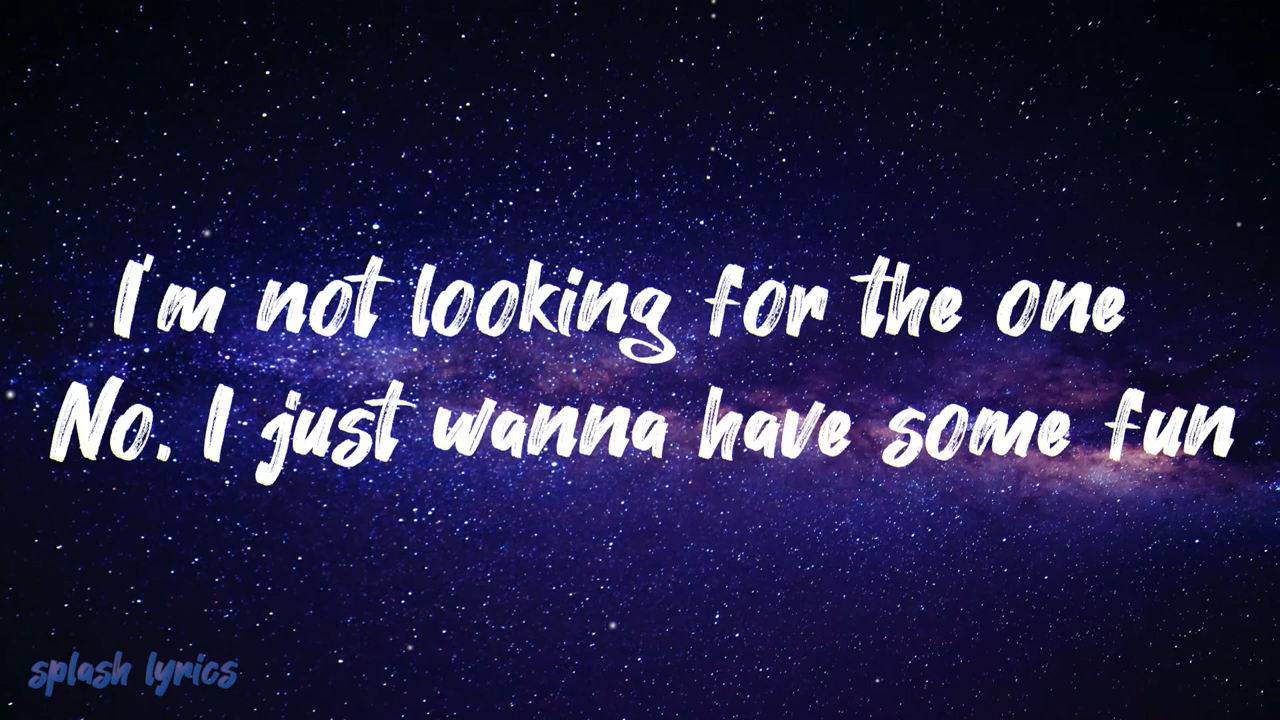 I'm not looking for the one
No. I just wanna have some fun
splash lyrics